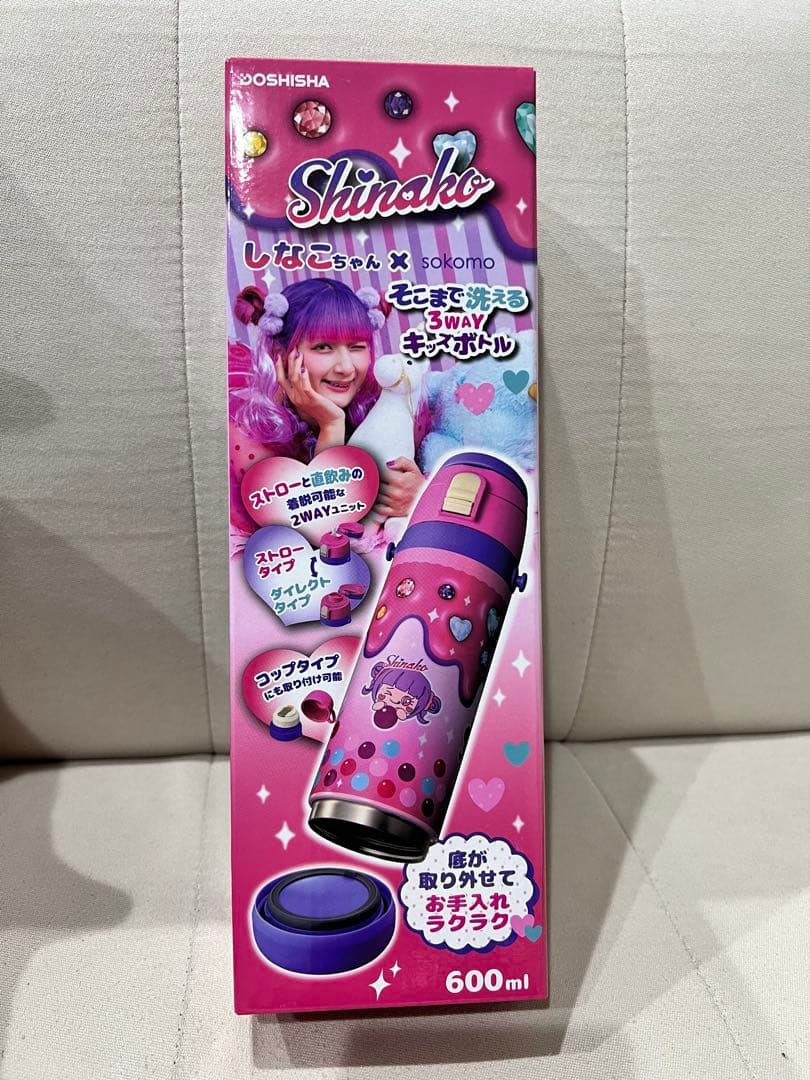 DOSHISHA
Shinako
しなこちゃん × sokomo
そこまで洗える
3WAY
キッズボトル
ストローと直飲みの
着脱可能な
2WAYユニット
ストロー
タイプ
ダイレクト
タイプ
コップタイプ
にも取り付け可能
Shinako
底が
取り外せて
お手入れ
ラクラク
600ml